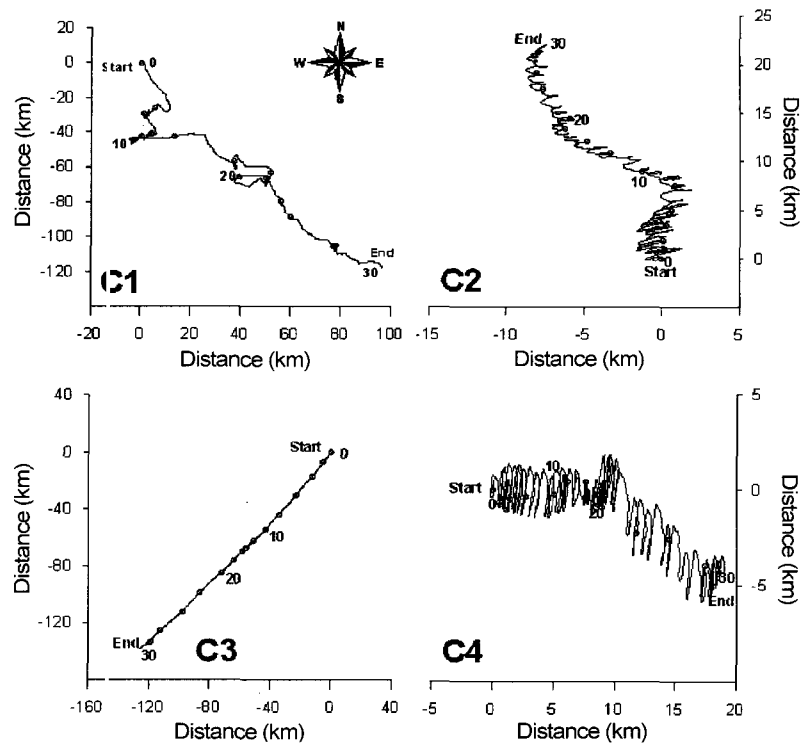 N
W E
S
20
0
-20
-40
-60
-80
-100
-120
Distance (km)
Start 0
10
20
End
30
C1
-20 0 20 40 60 80 100
Distance (km)
25
20
15
10
5
0
-5
Distance (km)
End 30
20
10
0
Start
C2
-15 -10 -5 0 5
Distance (km)
40
0
-40
-80
-120
Distance (km)
Start 0
10
20
End
30
C3
-160 -120 -80 -40 0 40
Distance (km)
5
0
-5
Distance (km)
Start
0
10
20
30
End
C4
-5 0 5 10 15 20
Distance (km)